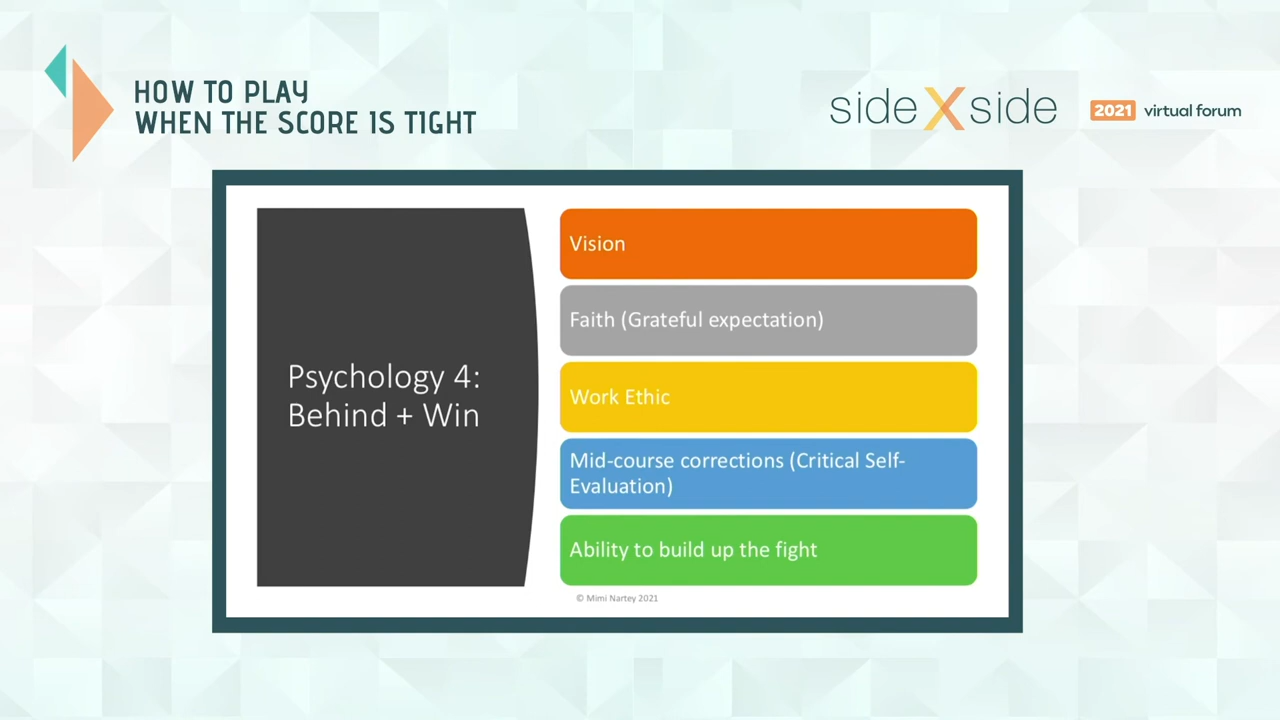 HOW TO PLAY
WHEN THE SCORE IS TIGHT
side X side
2021 virtual forum
Psychology 4:
Behind + Win
Vision
Faith (Grateful expectation)
Work Ethic
Mid-course corrections (Critical Self-
Evaluation)
Ability to build up the fight
© Mimi Nartey 2021